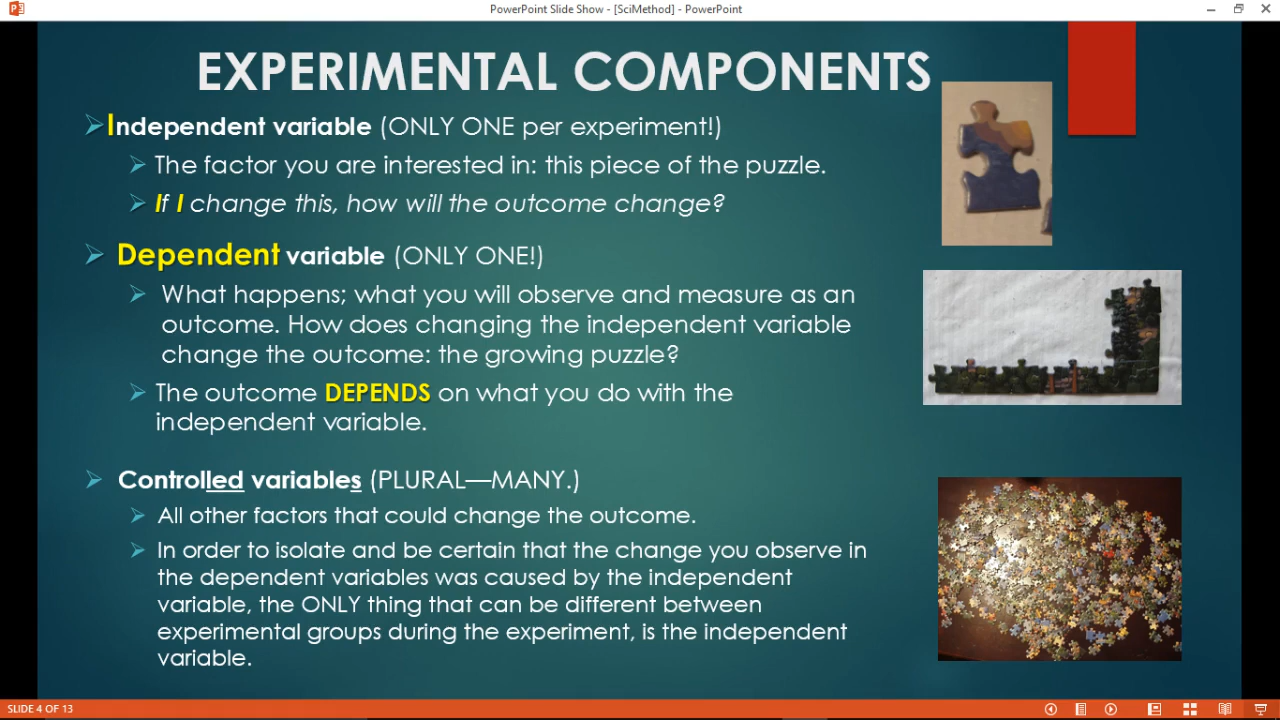 PowerPoint Slide Show - [SciMethod] - PowerPoint
EXPERIMENTAL COMPONENTS
Independent variable (ONLY ONE per experiment!)
The factor you are interested in: this piece of the puzzle.
If I change this, how will the outcome change?
Dependent variable (ONLY ONE!)
What happens; what you will observe and measure as an
outcome. How does changing the independent variable
change the outcome: the growing puzzle?
The outcome DEPENDS on what you do with the
independent variable.
Controlled variables (PLURAL—MANY.)
All other factors that could change the outcome.
In order to isolate and be certain that the change you observe in
the dependent variables was caused by the independent
variable, the ONLY thing that can be different between
experimental groups during the experiment, is the independent
variable.
SLIDE 4 OF 13